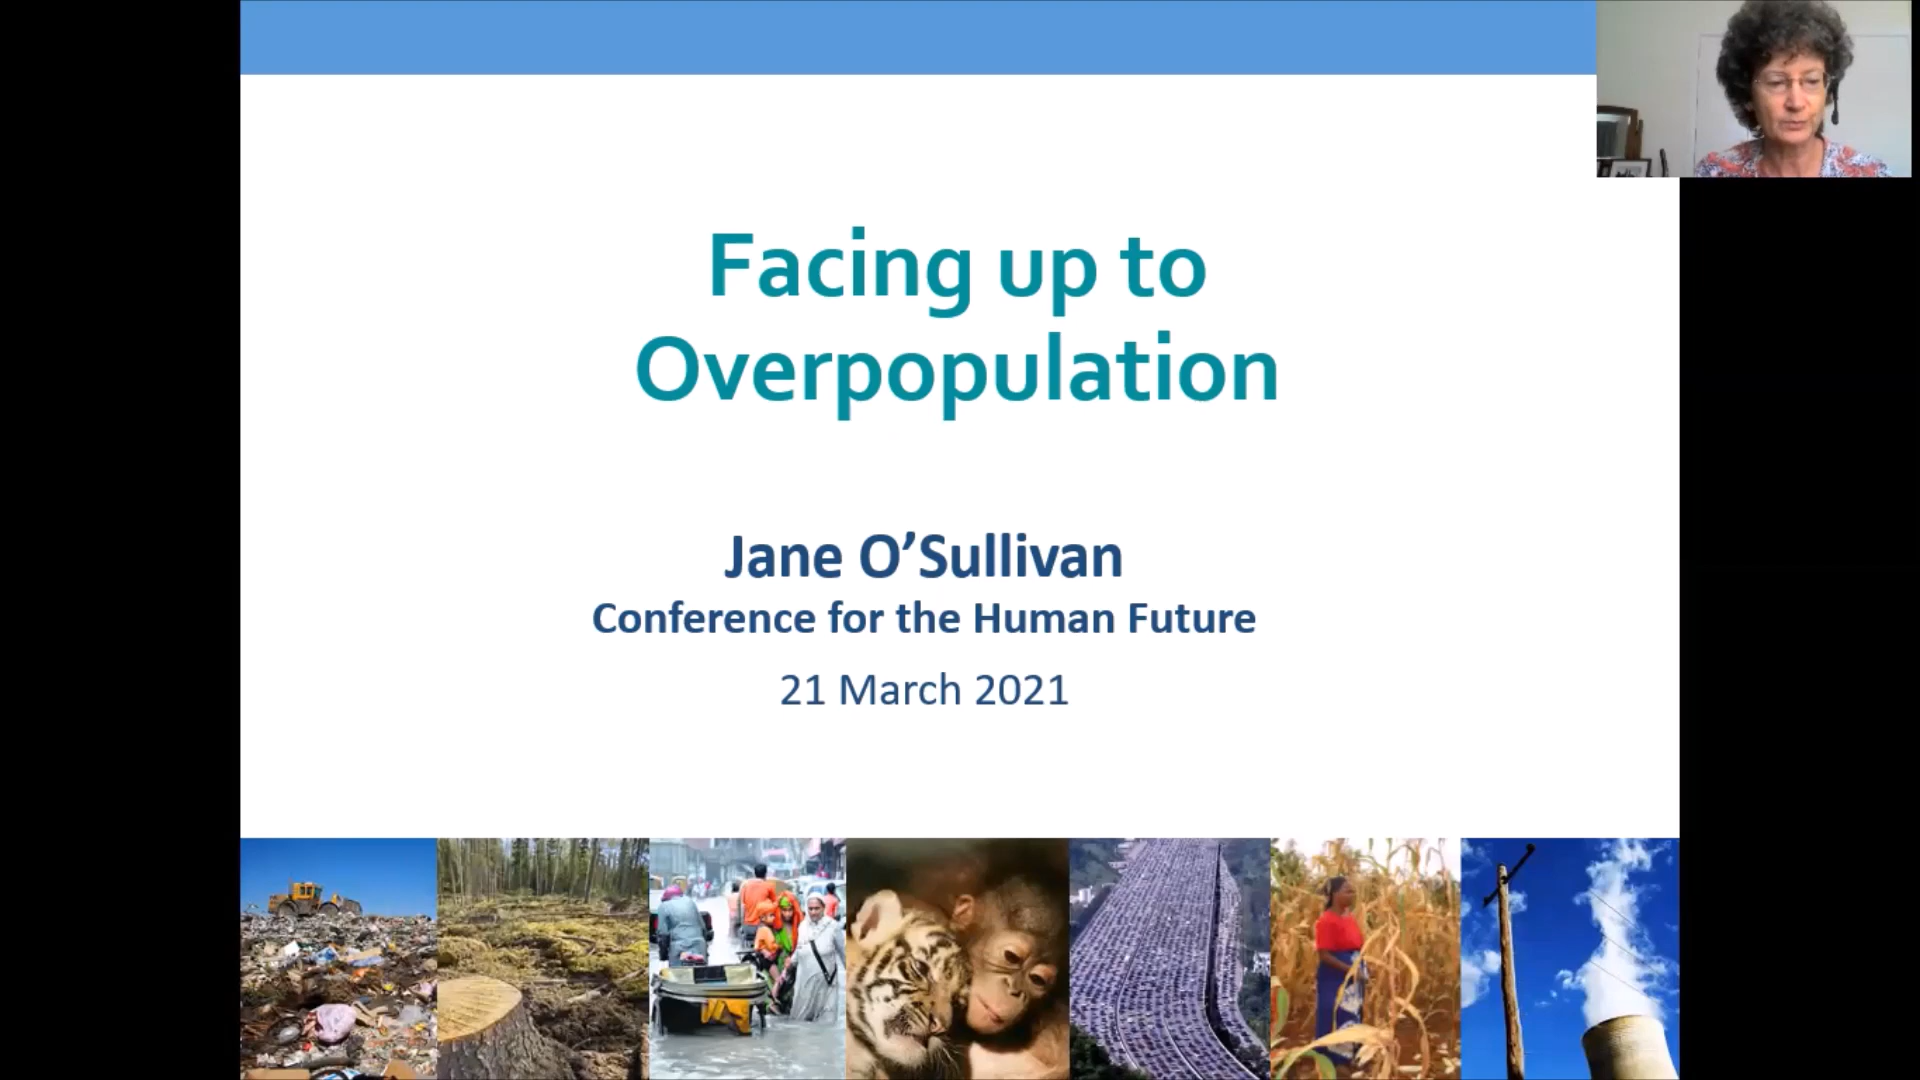 Facing up to
Overpopulation
Jane O’Sullivan
Conference for the Human Future
21 March 2021